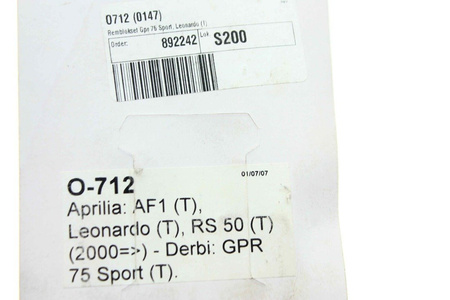 0712 (0147)
Remblokset Gpr 75 Sport, Leonardo (T)
Order: 892242 Lok S200
O-712 01/07/07
Aprilia: AF1 (T),
Leonardo (T), RS 50 (T)
(2000=>) - Derbi: GPR
75 Sport (T).